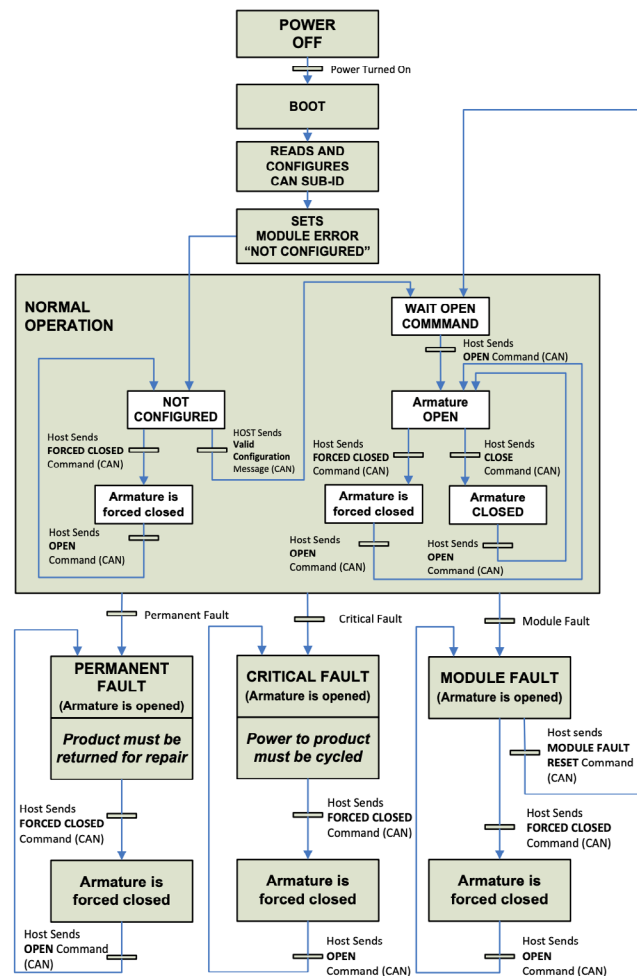 POWER
OFF
Power Turned On
BOOT
READS AND
CONFIGURES
CAN SUB-ID
SETS
MODULE ERROR
“NOT CONFIGURED”
NORMAL
OPERATION
WAIT OPEN
COMMMAND
Host Sends
OPEN Command (CAN)
NOT
CONFIGURED
Armature
OPEN
Host Sends
FORCED CLOSED
Command (CAN)
HOST Sends
Valid
Configuration
Message (CAN)
Host Sends
FORCED CLOSED
Command (CAN)
Host Sends
CLOSE
Command (CAN)
Armature is
forced closed
Armature is
forced closed
Armature
CLOSED
Host Sends
OPEN
Command (CAN)
Host Sends
OPEN
Command (CAN)
Host Sends
OPEN
Command (CAN)
Permanent Fault
Critical Fault
Module Fault
PERMANENT
FAULT
(Armature is opened)
Product must be
returned for repair
CRITICAL FAULT
(Armature is opened)
Power to product
must be cycled
MODULE FAULT
(Armature is opened)
Host sends
MODULE FAULT
RESET Command
(CAN)
Host Sends
FORCED CLOSED
Command (CAN)
Host Sends
FORCED CLOSED
Command (CAN)
Host Sends
FORCED CLOSED
Command (CAN)
Armature is
forced closed
Armature is
forced closed
Armature is
forced closed
Host Sends
OPEN Command
(CAN)
Host Sends
OPEN
Command (CAN)
Host Sends
OPEN
Command (CAN)